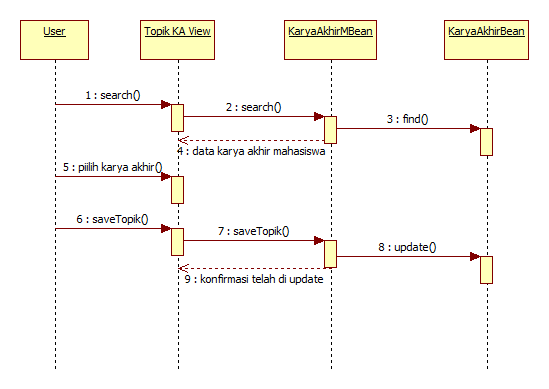 User
Topik KA View
KaryaAkhirMBean
KaryaAkhirBean
1 : search()
2 : search()
3 : find()
4 : data karya akhir mahasiswa
5 : piilih karya akhir()
6 : saveTopik()
7 : saveTopik()
8 : update()
9 : konfirmasi telah di update